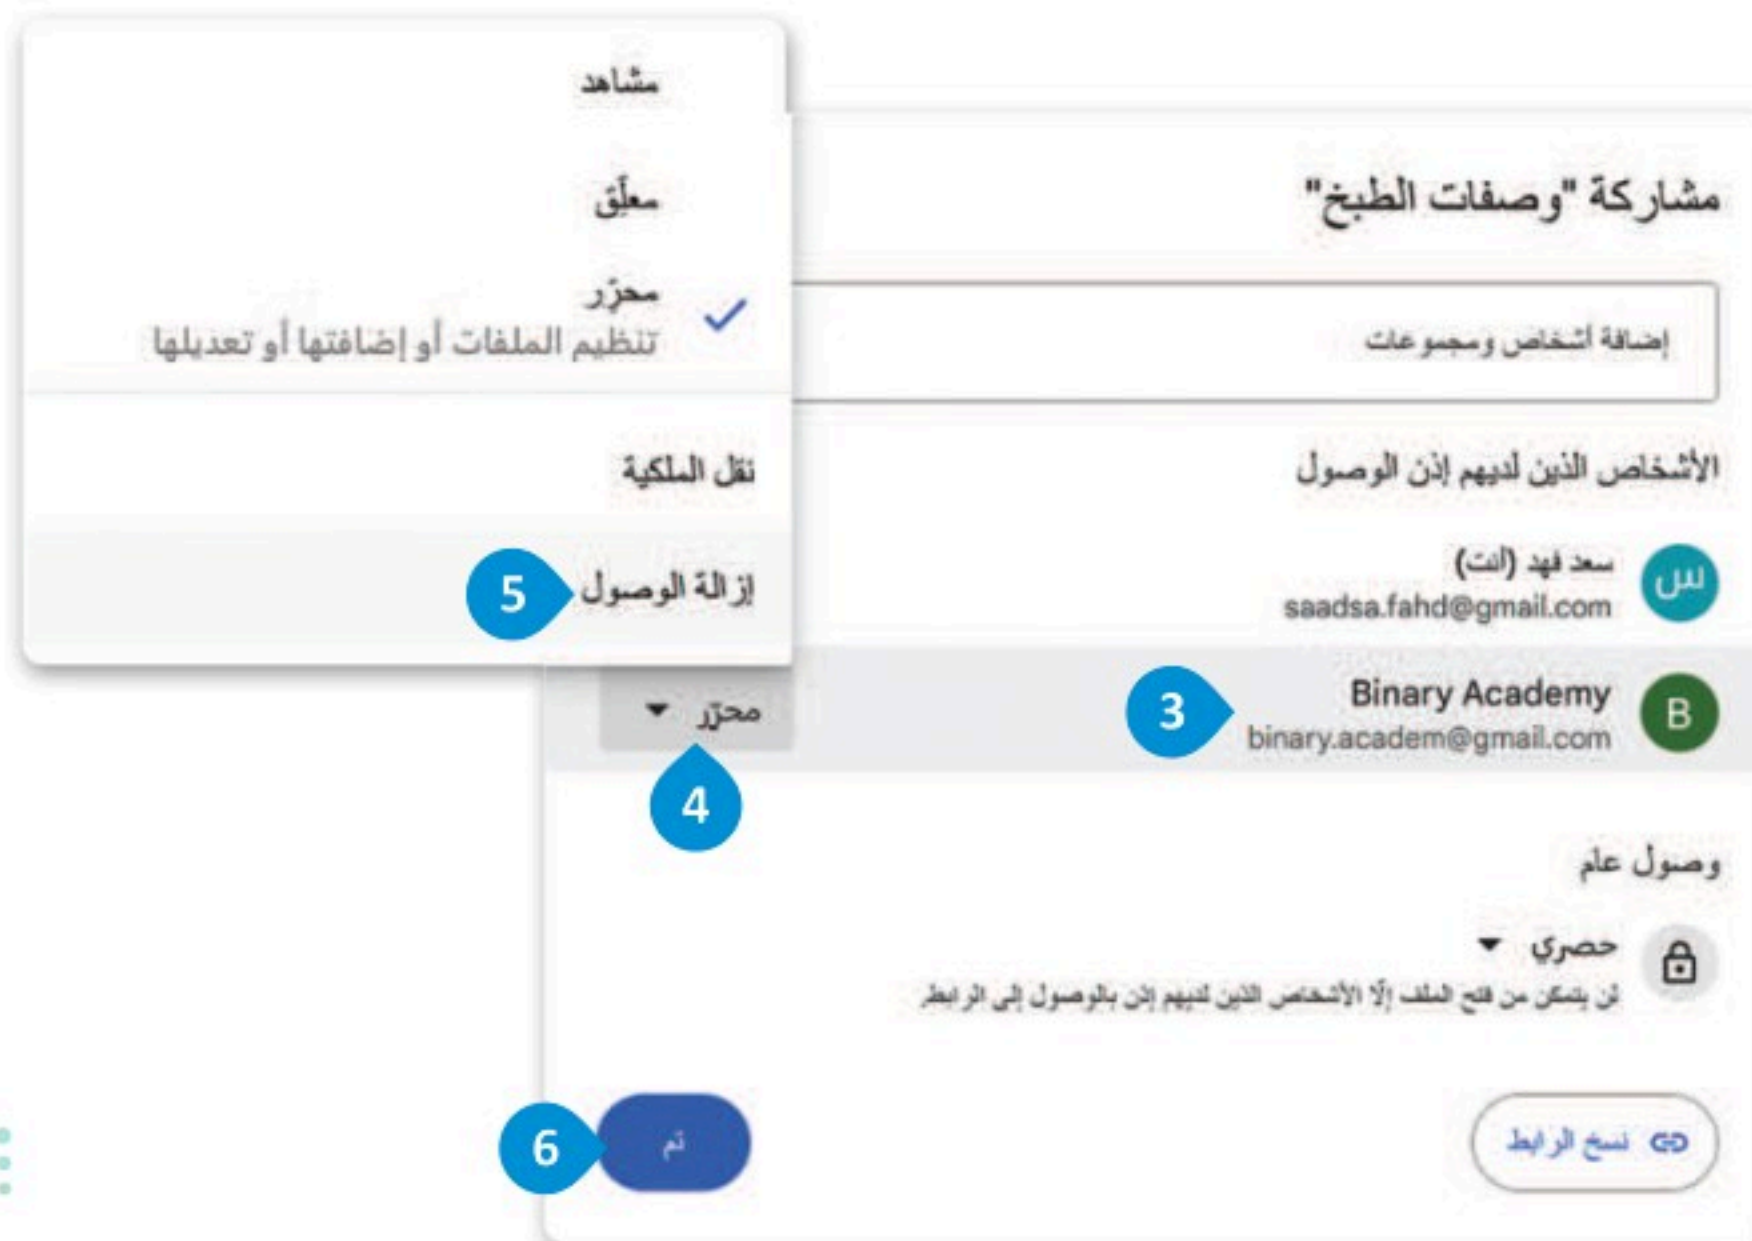 مشاهد
معلّق
محرّر
تنظيم الملفات أو إضافتها أو تعديلها
نقل الملكية
إزالة الوصول
5
مشاركة "وصفات الطبخ"
إضافة أشخاص ومجموعات
الأشخاص الذين لديهم إذن الوصول
س
سعد فهد (أنت)
saadsa.fahd@gmail.com
B
Binary Academy
binary.academ@gmail.com
3
محرّر
4
وصول عام
حصري
لن يتمكن من فتح الملف إلّا الأشخاص الذين لديهم إذن بالوصول إلى الرابط.
نسخ الرابط
تم
6